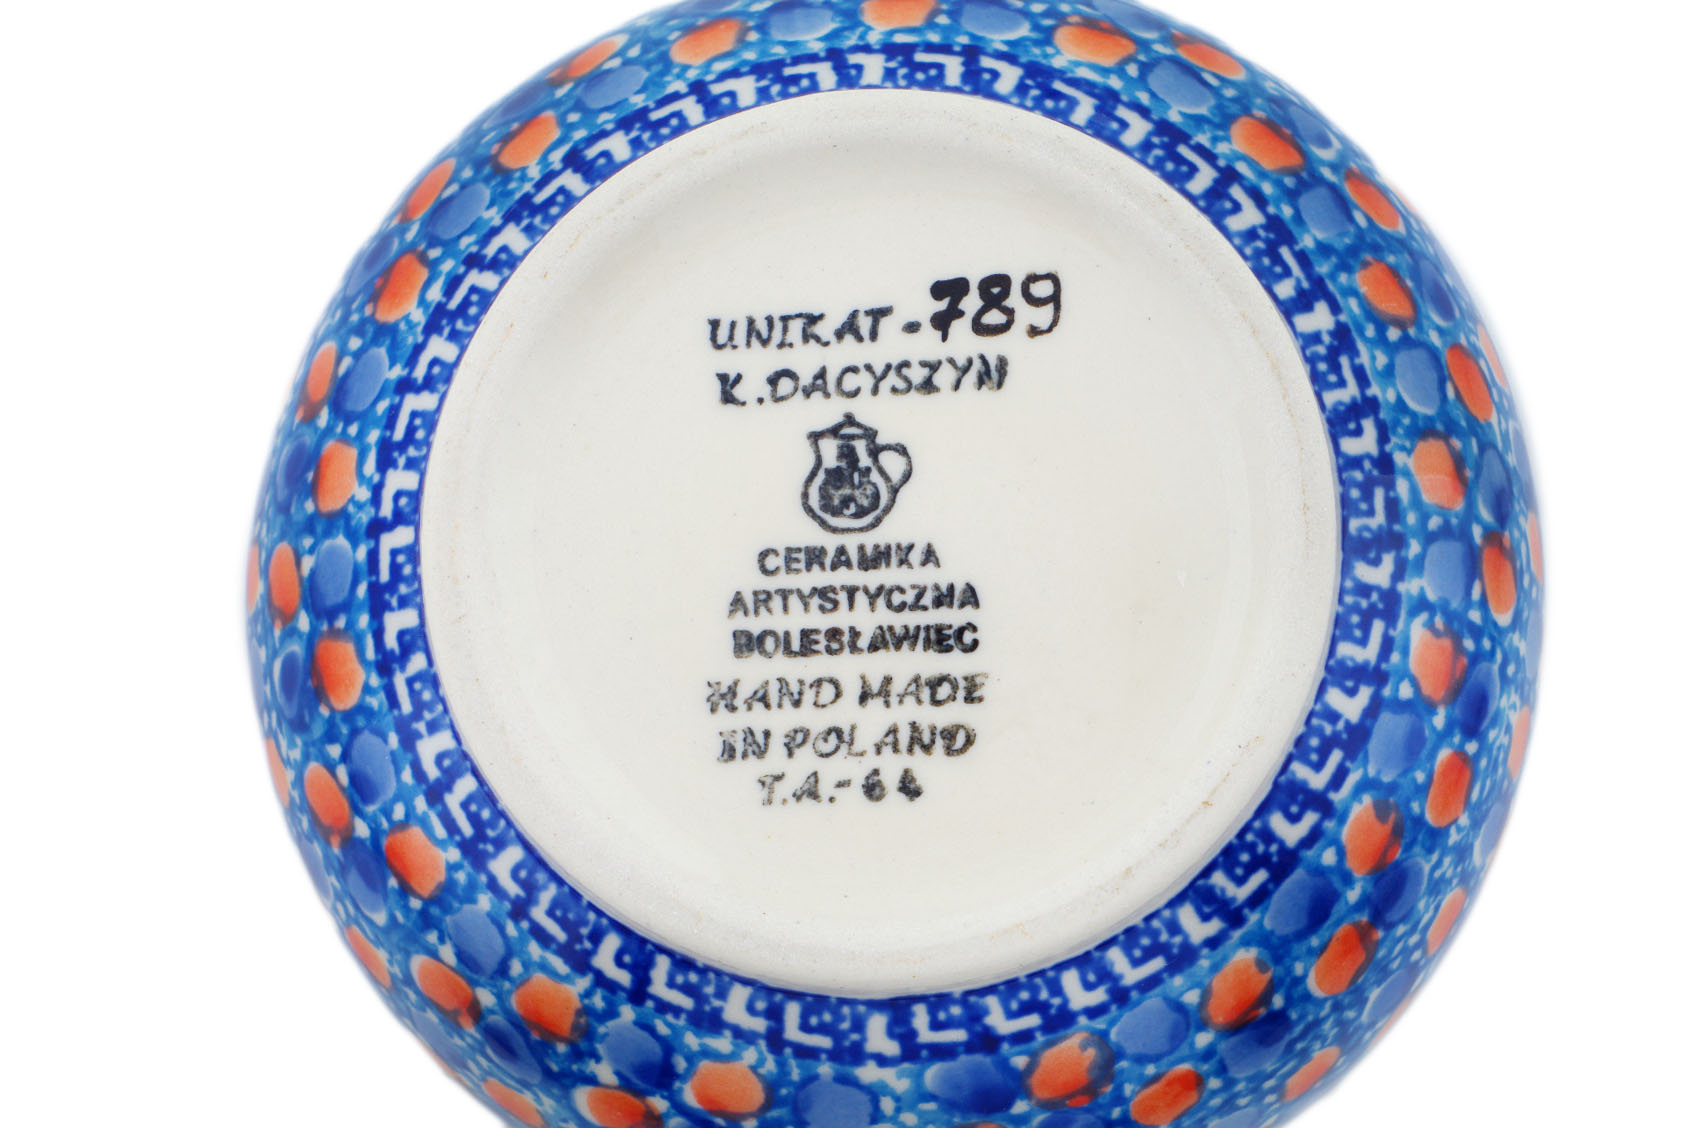 UNIKAT-789
K.DACYSZYN
CERAMIKA
ARTYSTYCZNA
BOLESŁAWIEC
HAND MADE
IN POLAND
T.A.-64